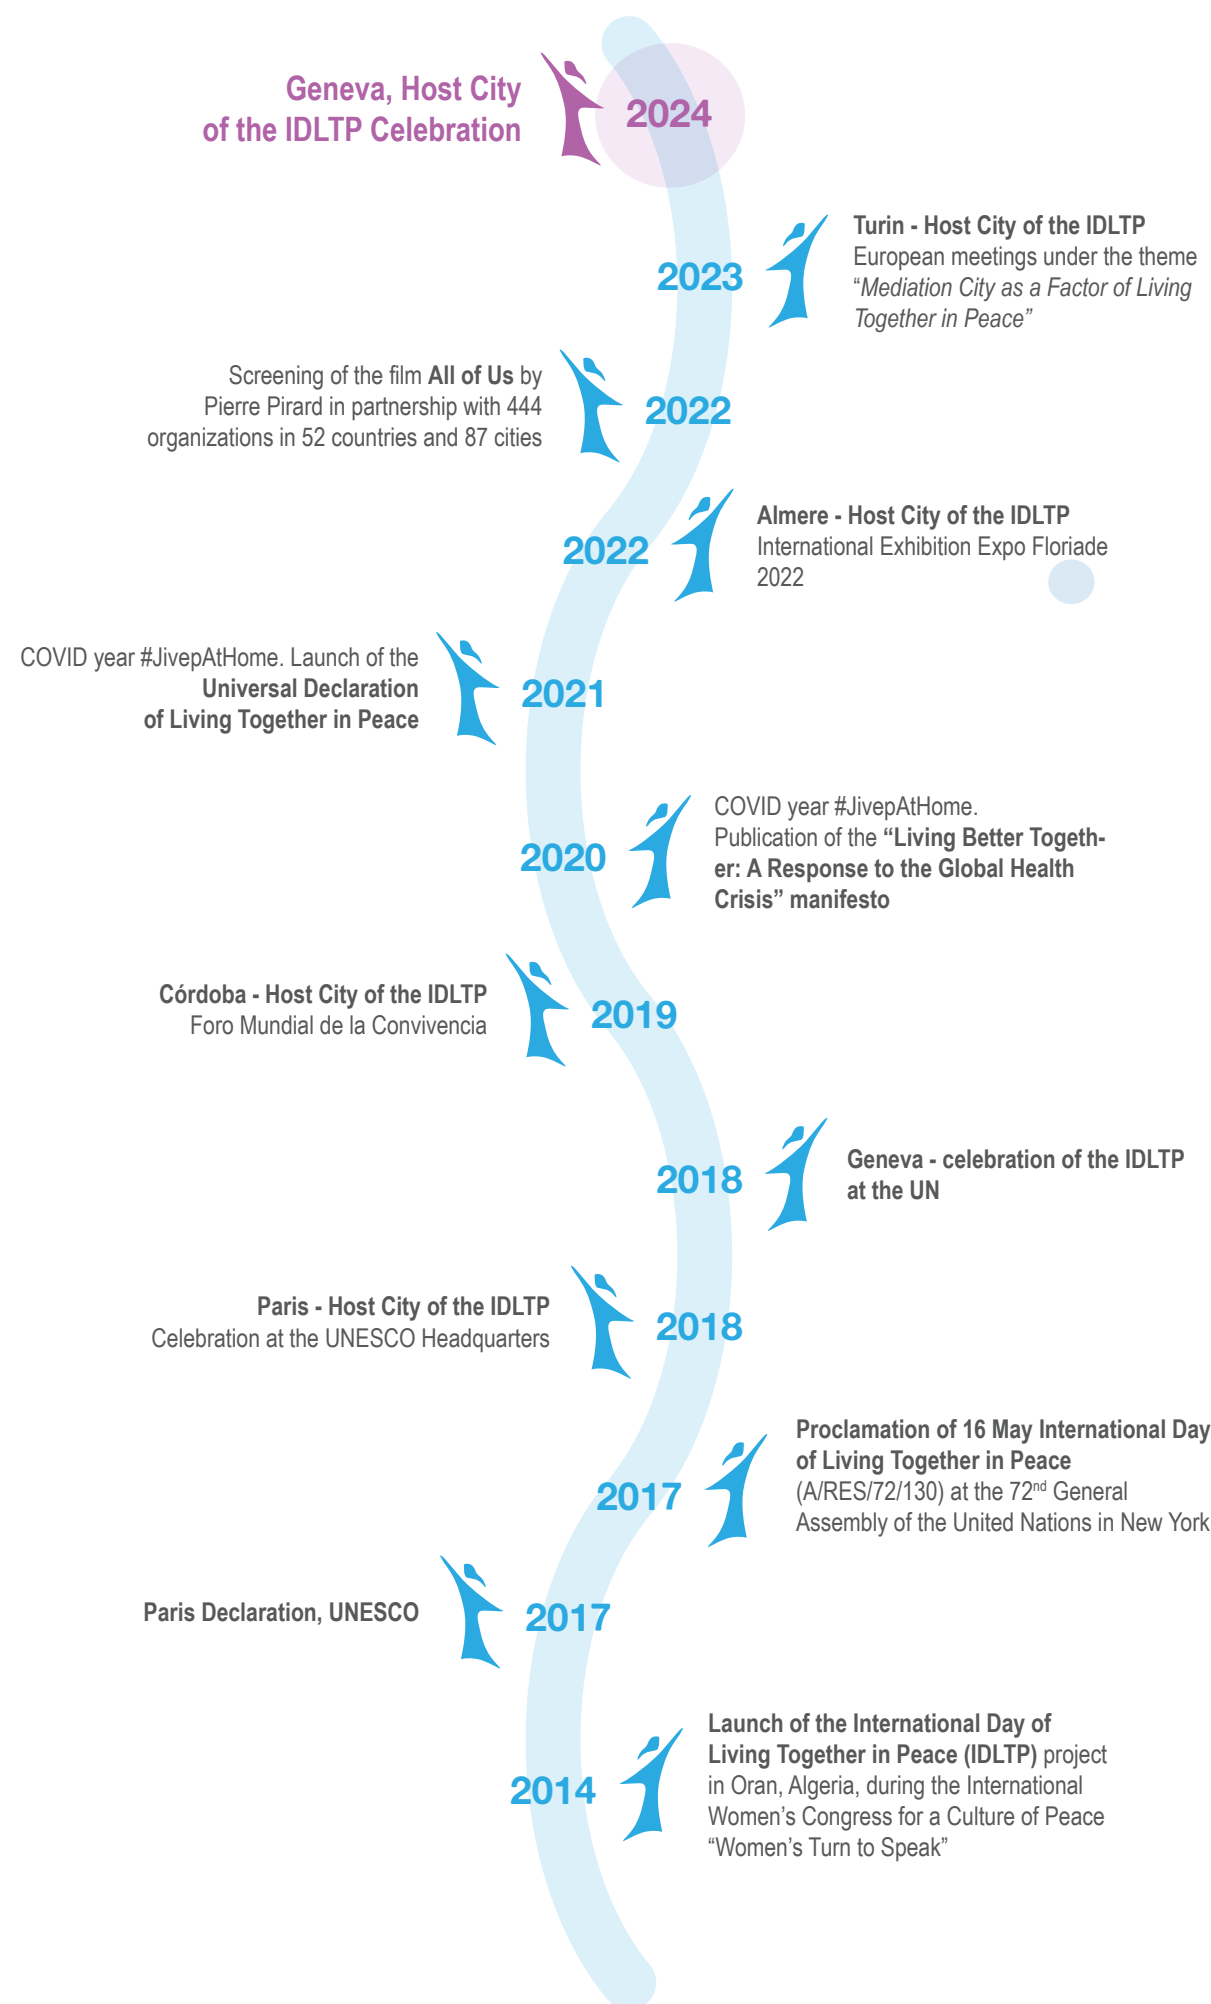 Geneva, Host City
of the IDLTP Celebration
2024
Turin - Host City of the IDLTP
European meetings under the theme
“Mediation City as a Factor of Living
Together in Peace”
2023
Screening of the film All of Us by
Pierre Pirard in partnership with 444
organizations in 52 countries and 87 cities
2022
Almere - Host City of the IDLTP
International Exhibition Expo Floriade
2022
2022
COVID year #JivepAtHome. Launch of the
Universal Declaration
of Living Together in Peace
2021
COVID year #JivepAtHome.
Publication of the “Living Better Togeth-
er: A Response to the Global Health
Crisis” manifesto
2020
Córdoba - Host City of the IDLTP
Foro Mundial de la Convivencia
2019
Geneva - celebration of the IDLTP
at the UN
2018
Paris - Host City of the IDLTP
Celebration at the UNESCO Headquarters
2018
Proclamation of 16 May International Day
of Living Together in Peace
(A/RES/72/130) at the 72nd General
Assembly of the United Nations in New York
2017
Paris Declaration, UNESCO
2017
Launch of the International Day of
Living Together in Peace (IDLTP) project
in Oran, Algeria, during the International
Women’s Congress for a Culture of Peace
“Women’s Turn to Speak”
2014